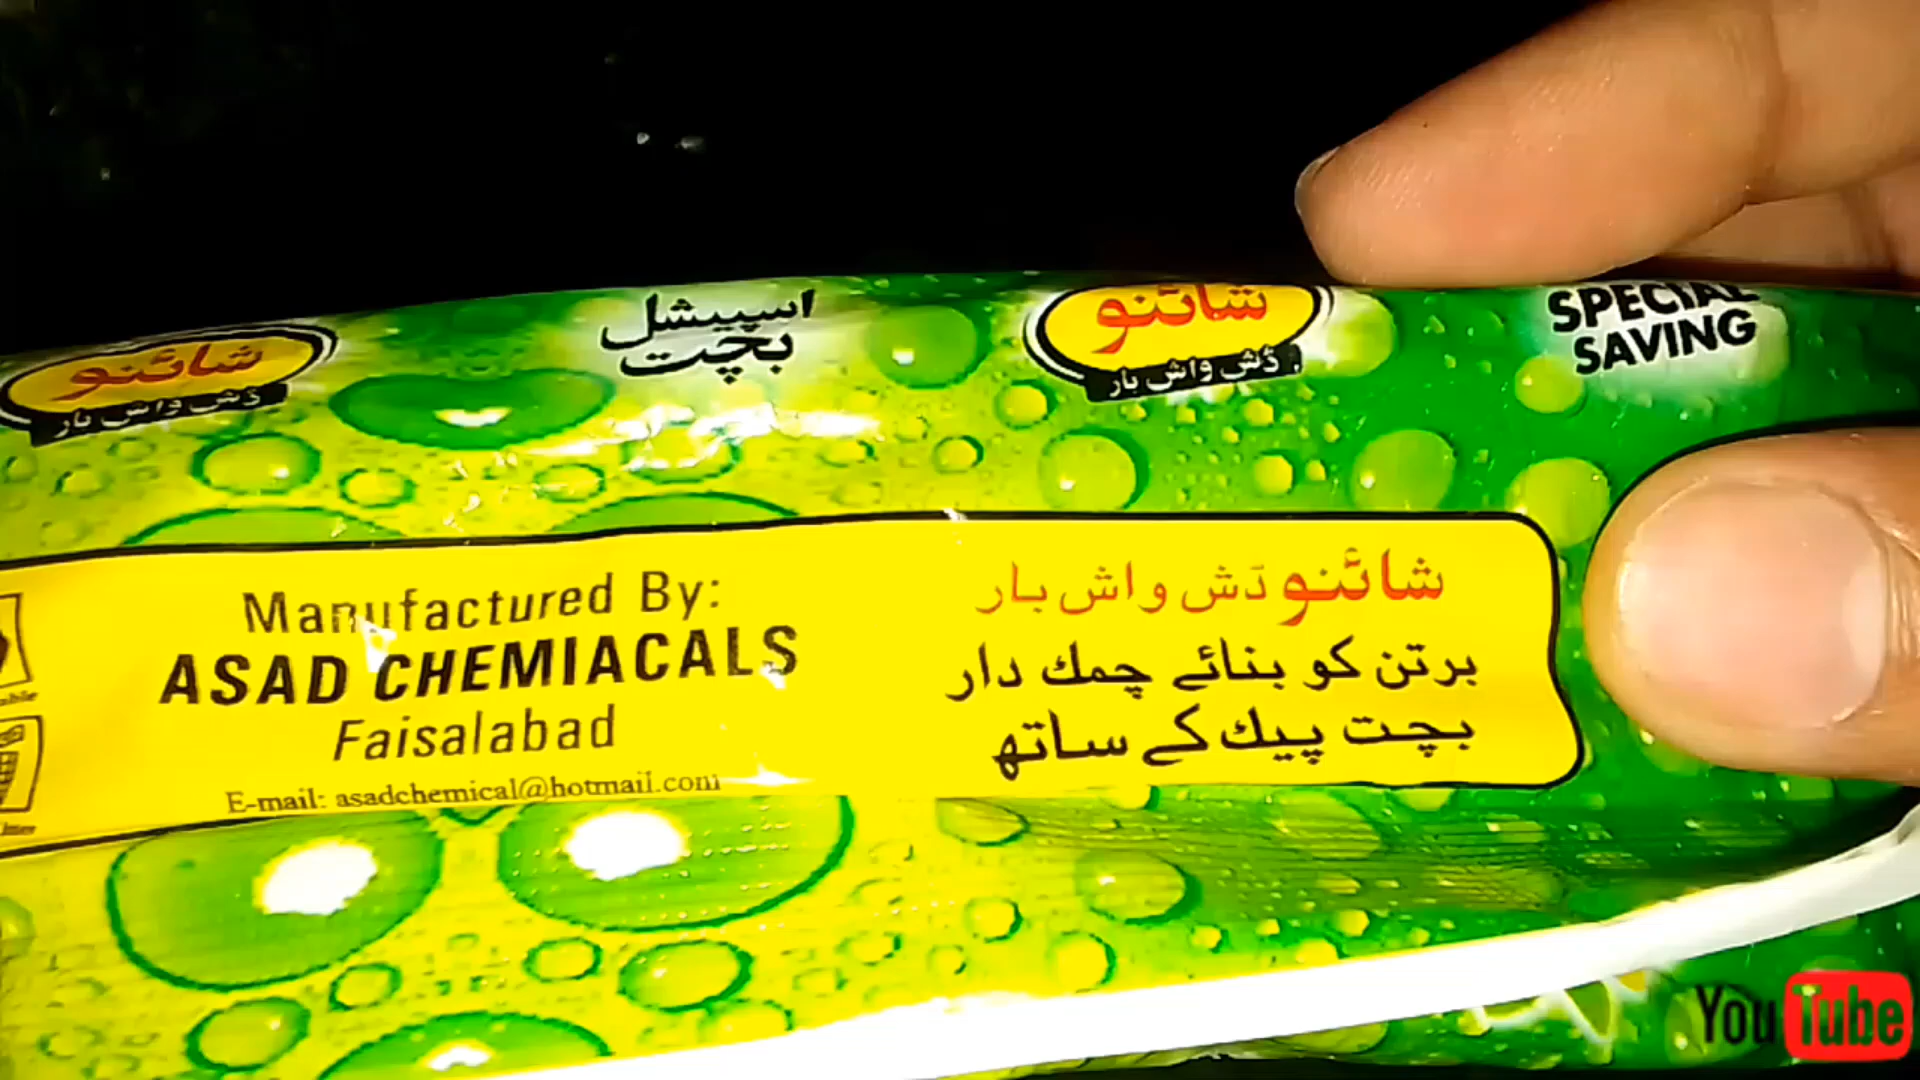 شائنو
ڈش واش بار
اسپیشل
بچت
شائنو
ڈش واش بار
SPECIAL
SAVING
Manufactured By:
ASAD CHEMIACALS
Faisalabad
E-mail: asadchemical@hotmail.com
شائنو ڈش واش بار
برتن کو بنائے چمک دار
بچت پیک کے ساتھ
YouTube